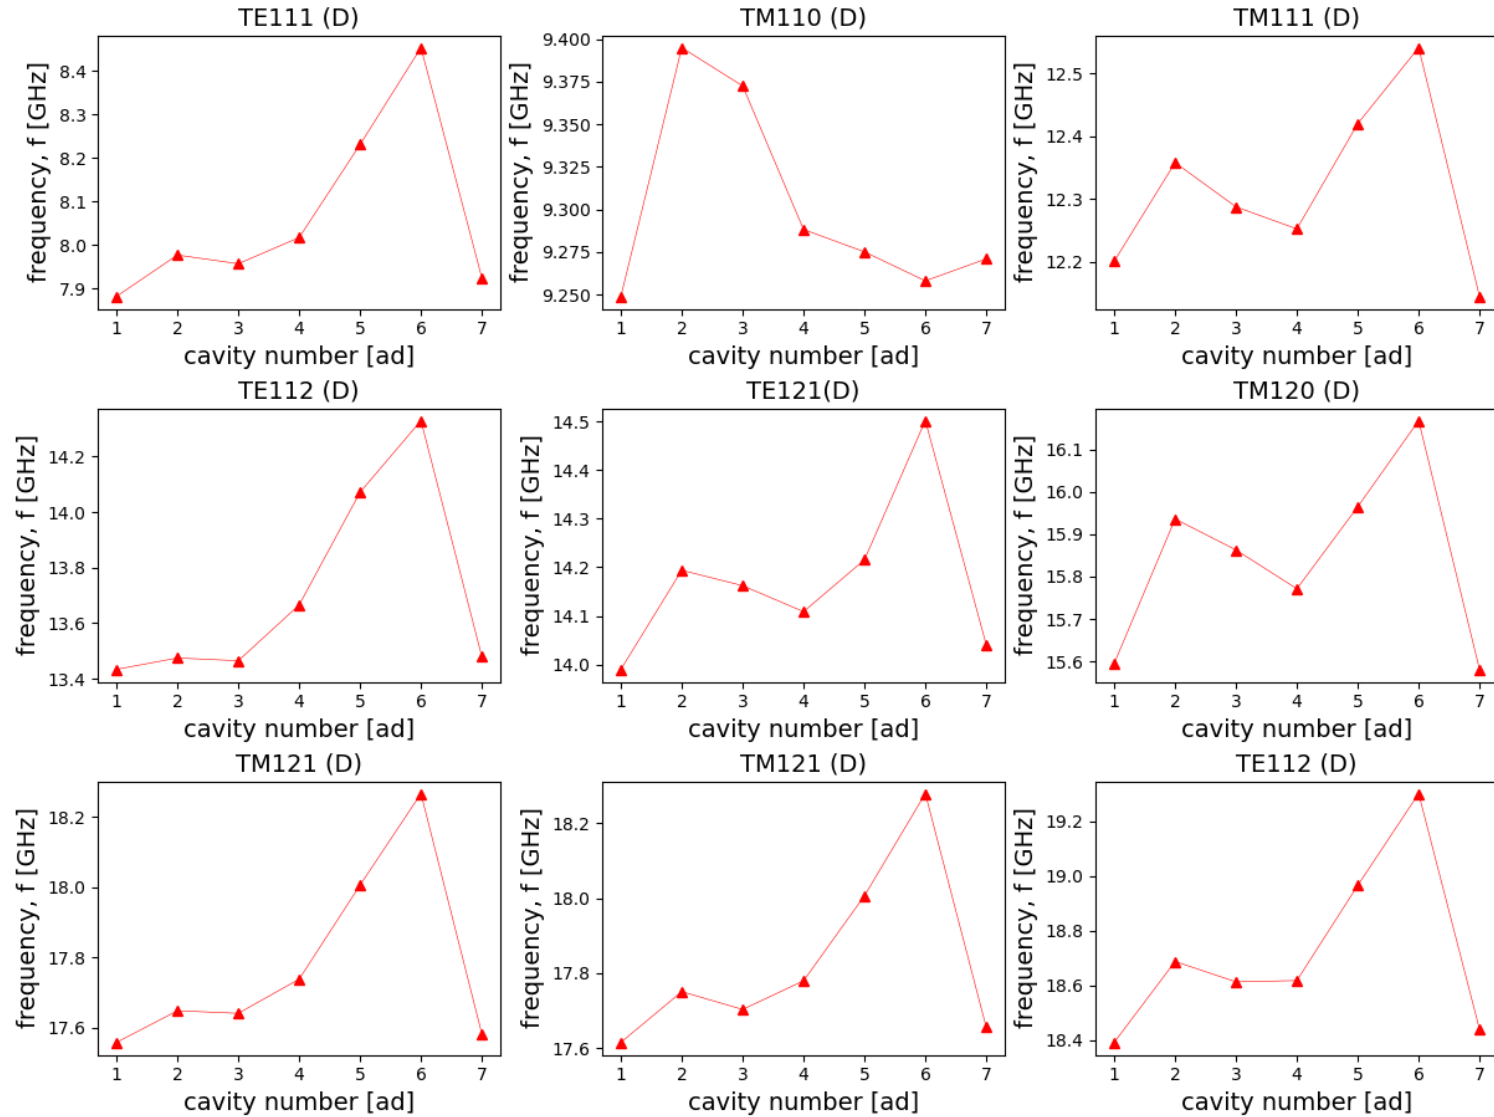 TE111 (D)
frequency, f [GHz]
8.4
8.3
8.2
8.1
8.0
7.9
1 2 3 4 5 6 7
cavity number [ad]
TM110 (D)
frequency, f [GHz]
9.400
9.375
9.350
9.325
9.300
9.275
9.250
1 2 3 4 5 6 7
cavity number [ad]
TM111 (D)
frequency, f [GHz]
12.5
12.4
12.3
12.2
1 2 3 4 5 6 7
cavity number [ad]
TE112 (D)
frequency, f [GHz]
14.2
14.0
13.8
13.6
13.4
1 2 3 4 5 6 7
cavity number [ad]
TE121(D)
frequency, f [GHz]
14.5
14.4
14.3
14.2
14.1
14.0
1 2 3 4 5 6 7
cavity number [ad]
TM120 (D)
frequency, f [GHz]
16.1
16.0
15.9
15.8
15.7
15.6
1 2 3 4 5 6 7
cavity number [ad]
TM121 (D)
frequency, f [GHz]
18.2
18.0
17.8
17.6
1 2 3 4 5 6 7
cavity number [ad]
TM121 (D)
frequency, f [GHz]
18.2
18.0
17.8
17.6
1 2 3 4 5 6 7
cavity number [ad]
TE112 (D)
frequency, f [GHz]
19.2
19.0
18.8
18.6
18.4
1 2 3 4 5 6 7
cavity number [ad]